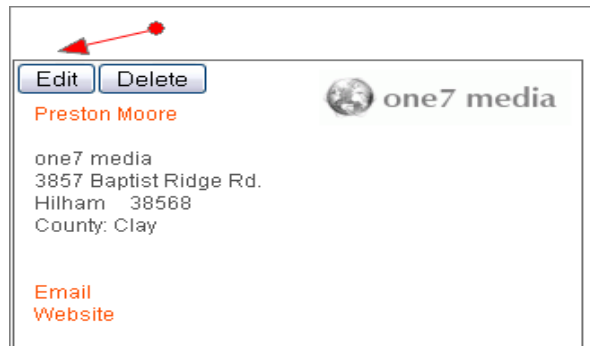 Edit Delete
one7 media
Preston Moore
one7 media
3857 Baptist Ridge Rd.
Hilham 38568
County: Clay
Email
Website